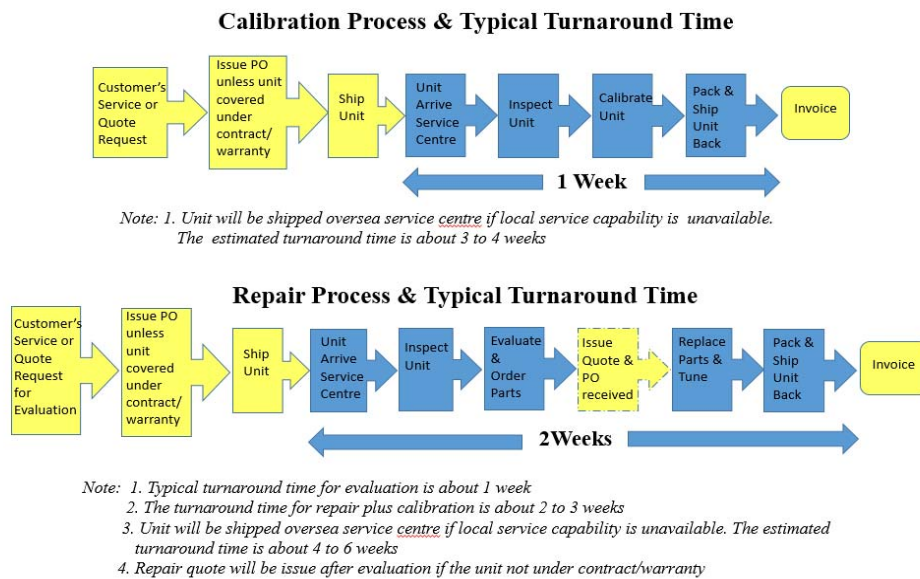 Calibration Process & Typical Turnaround Time
Customer's
Service or
Quote
Request
Issue PO
unless unit
covered
under
contract/
warranty
Ship
Unit
Unit
Arrive
Service
Centre
Inspect
Unit
Calibrate
Unit
Pack &
Ship
Unit
Back
Invoice
1 Week
Note: 1. Unit will be shipped oversea service centre if local service capability is unavailable.
The estimated turnaround time is about 3 to 4 weeks
Repair Process & Typical Turnaround Time
Customer's
Service or
Quote
Request
for
Evaluation
Issue PO
unless
unit
covered
under
contract/
warranty
Ship
Unit
Unit
Arrive
Service
Centre
Inspect
Unit
Evaluate
&
Order
Parts
Issue
Quote &
PO
received
Replace
Parts &
Tune
Pack &
Ship
Unit
Back
Invoice
2Weeks
Note: 1. Typical turnaround time for evaluation is about 1 week
2. The turnaround time for repair plus calibration is about 2 to 3 weeks
3. Unit will be shipped oversea service centre if local service capability is unavailable. The estimated
turnaround time is about 4 to 6 weeks
4. Repair quote will be issue after evaluation if the unit not under contract/warranty